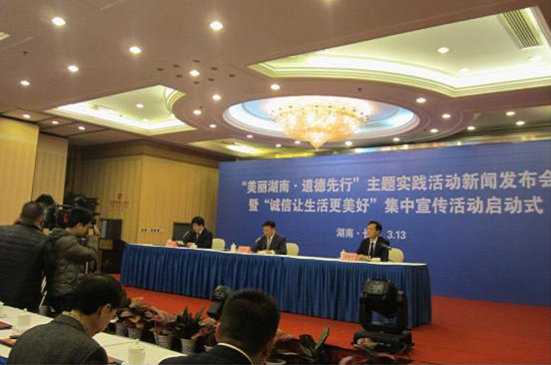 “美丽湖南·道德先行”主题实践活动新闻发布会
暨“诚信让生活更美好”集中宣传活动启动式
湖南· 3.13